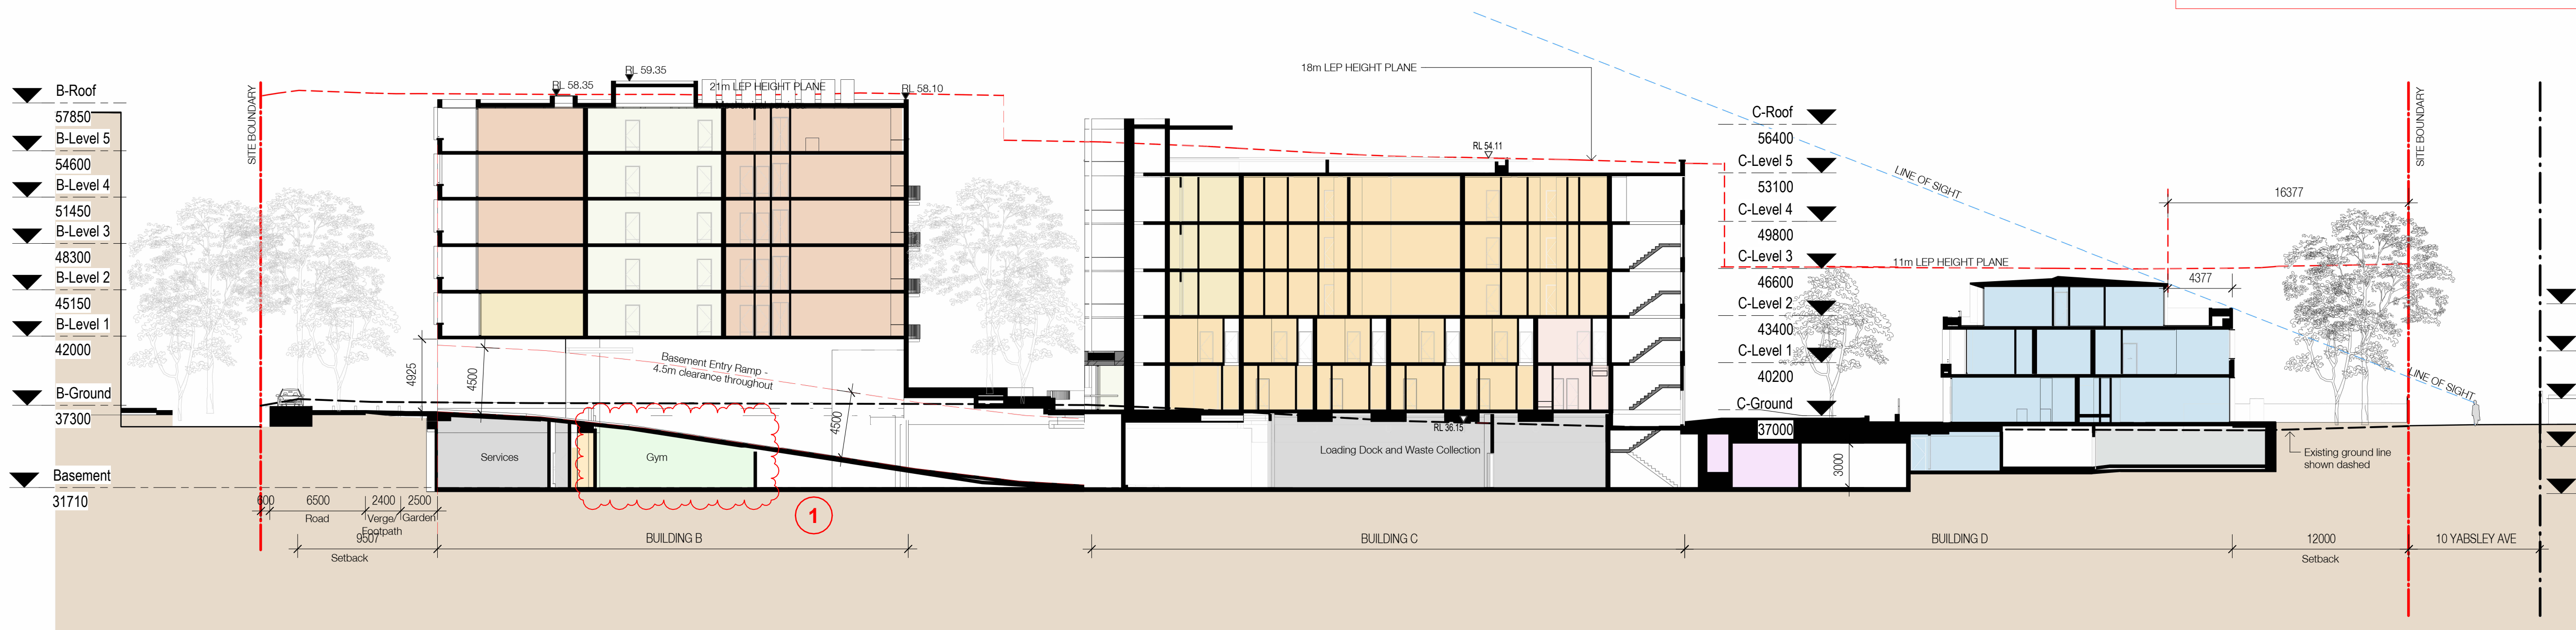 B-Roof
57850
B-Level 5
54600
B-Level 4
51450
B-Level 3
48300
B-Level 2
45150
B-Level 1
42000
B-Ground
37300
Basement
31710
SITE BOUNDARY
RL 58.35
RL 59.35
21m LEP HEIGHT PLANE
RL 58.10
4925
4500
Basement Entry Ramp -
4.5m clearance throughout
4500
Services
Gym
1
600
6500
2400
2500
Road
Verge/
Footpath
Garden
9507
Setback
BUILDING B
18m LEP HEIGHT PLANE
RL 54.11
RL 36.15
Loading Dock and Waste Collection
BUILDING C
C-Roof
56400
C-Level 5
53100
C-Level 4
49800
C-Level 3
46600
C-Level 2
43400
C-Level 1
40200
C-Ground
37000
3000
LINE OF SIGHT
11m LEP HEIGHT PLANE
16377
4377
SITE BOUNDARY
LINE OF SIGHT
Existing ground line
shown dashed
BUILDING D
12000
Setback
10 YABSLEY AVE